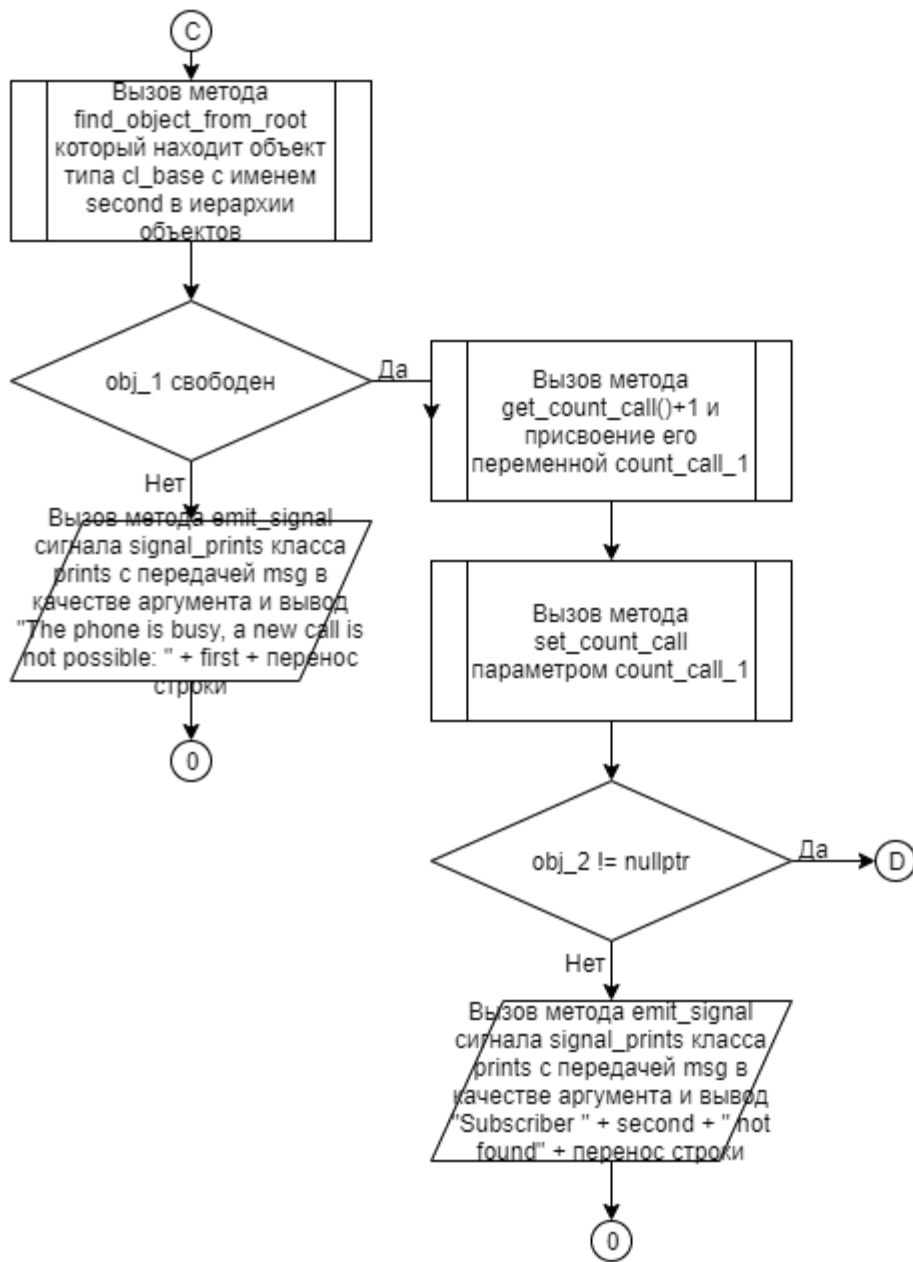 C
Вызов метода
find_object_from_root
который находит объект
типа cl_base с именем
second в иерархии
объектов
obj_1 свободен
Да
Вызов метода
get_count_call()+1 и
присвоение его
переменной count_call_1
Нет
Вызов метода emit_signal
сигнала signal_prints класса
prints с передачей msg в
качестве аргумента и вывод
"The phone is busy, a new call is
not possible: " + first + перенос
строки
0
Вызов метода
set_count_call
параметром count_call_1
obj_2 != nullptr
Да
D
Нет
Вызов метода emit_signal
сигнала signal_prints класса
prints с передачей msg в
качестве аргумента и вывод
"Subscriber " + second + " not
found" + перенос строки
0